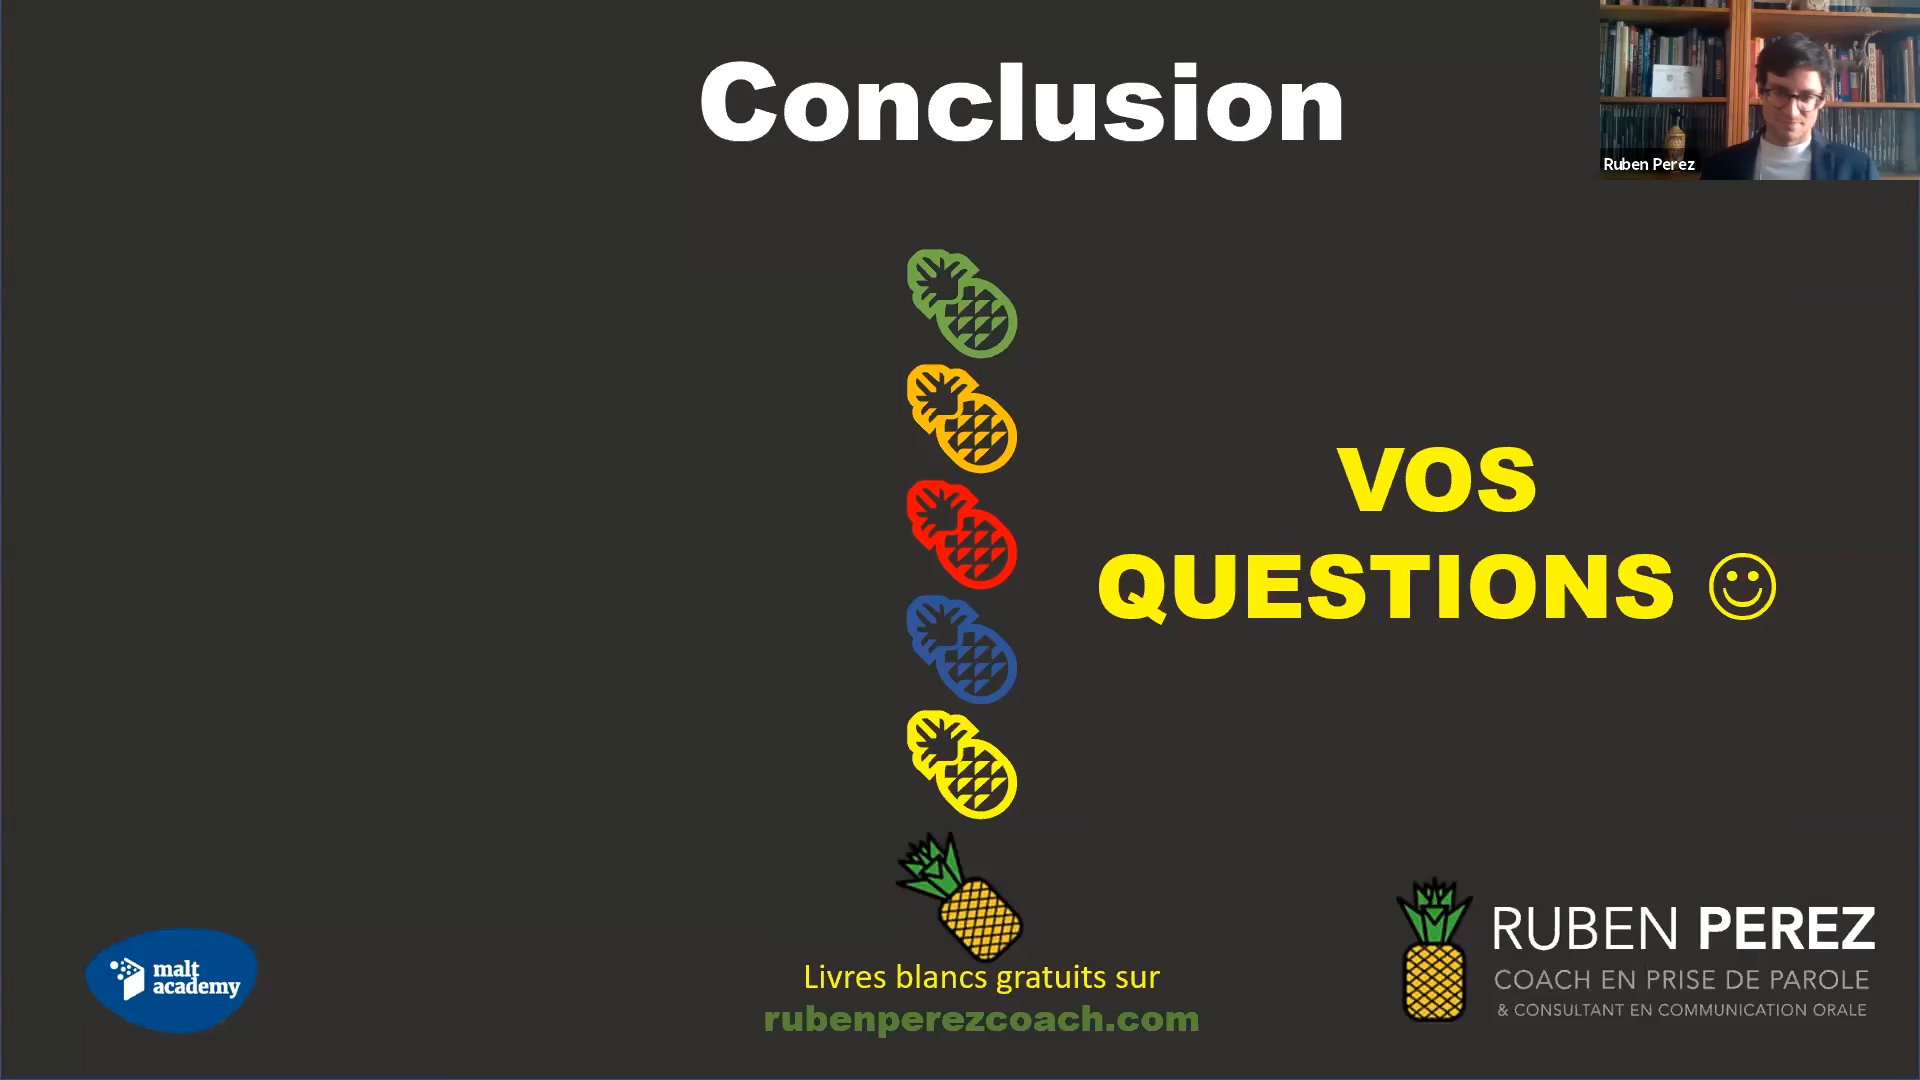 Conclusion
Ruben Perez
VOS
QUESTIONS
malt
academy
Livres blancs gratuits sur
rubenperezcoach.com
RUBEN PEREZ
COACH EN PRISE DE PAROLE
& CONSULTANT EN COMMUNICATION ORALE